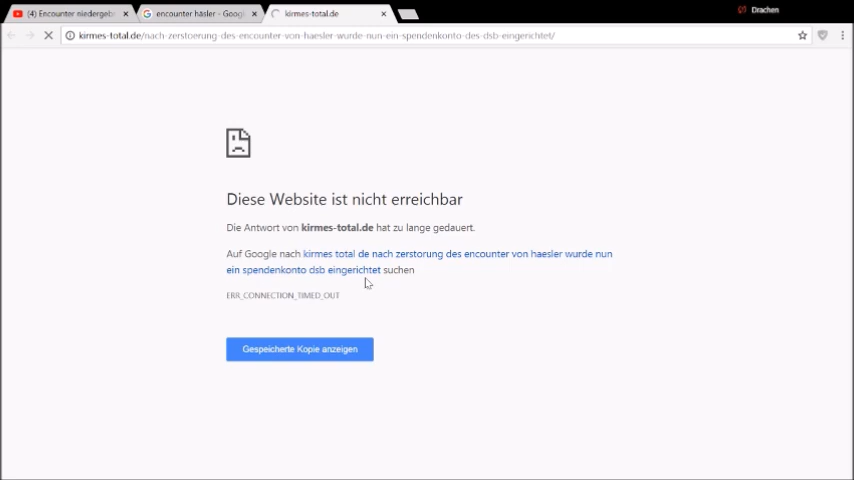 (4) Encounter niedergeb
encounter häsler - Googl
kirmes-total.de
Drachen
kirmes-total.de/nach-zerstoerung-des-encounter-von-haesler-wurde-nun-ein-spendenkonto-des-dsb-eingerichtet/
Diese Website ist nicht erreichbar
Die Antwort von kirmes-total.de hat zu lange gedauert.
Auf Google nach kirmes total de nach zerstorung des encounter von haesler wurde nun
ein spendenkonto dsb eingerichtet suchen
ERR_CONNECTION_TIMED_OUT
Gespeicherte Kopie anzeigen